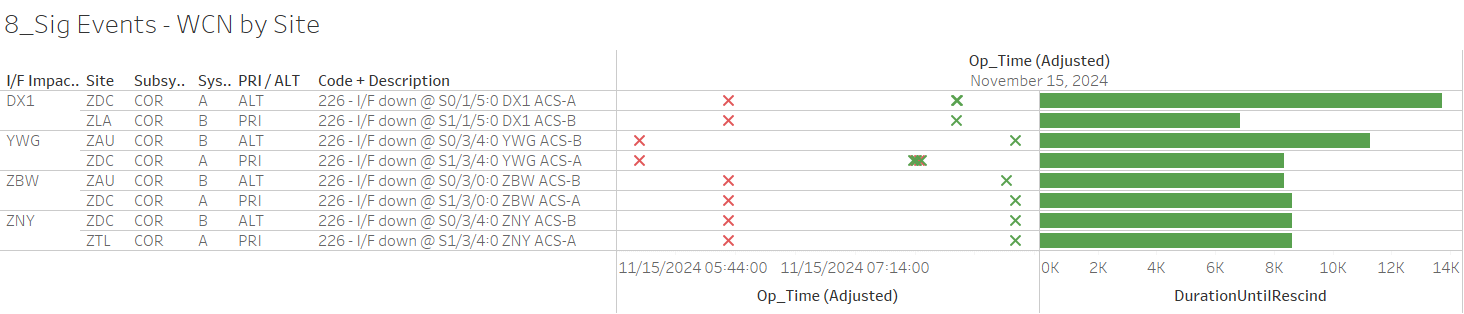 8_Sig Events - WCN by Site
Op_Time (Adjusted)
I/F Impac.. Site Subsy.. Sys.. PRI / ALT Code + Description November 15, 2024
DX1 ZDC COR A ALT 226 - I/F down @ S0/1/5:0 DX1 ACS-A
ZLA COR B PRI 226 - I/F down @ S1/1/5:0 DX1 ACS-B
YWG ZAU COR B ALT 226 - I/F down @ S0/3/4:0 YWG ACS-B
ZDC COR A PRI 226 - I/F down @ S1/3/4:0 YWG ACS-A
ZBW ZAU COR B ALT 226 - I/F down @ S0/3/0:0 ZBW ACS-B
ZDC COR A PRI 226 - I/F down @ S1/3/0:0 ZBW ACS-A
ZNY ZDC COR B ALT 226 - I/F down @ S0/3/4:0 ZNY ACS-B
ZTL COR A PRI 226 - I/F down @ S1/3/4:0 ZNY ACS-A
11/15/2024 05:44:00 11/15/2024 07:14:00 0K 2K 4K 6K 8K 10K 12K 14K
Op_Time (Adjusted) DurationUntilRescind